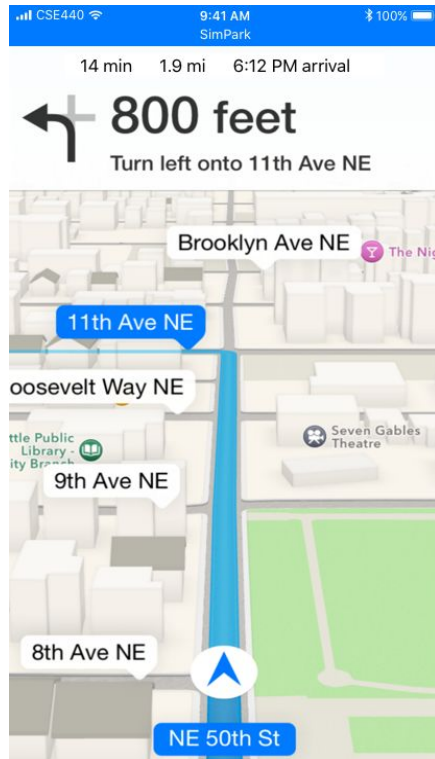 CSE440 9:41 AM 100%
SimPark
14 min 1.9 mi 6:12 PM arrival
800 feet
Turn left onto 11th Ave NE
Brooklyn Ave NE
The Nig
11th Ave NE
oosevelt Way NE
Seven Gables
Theatre
ttle Public
Library -
ity Branch
9th Ave NE
8th Ave NE
NE 50th St